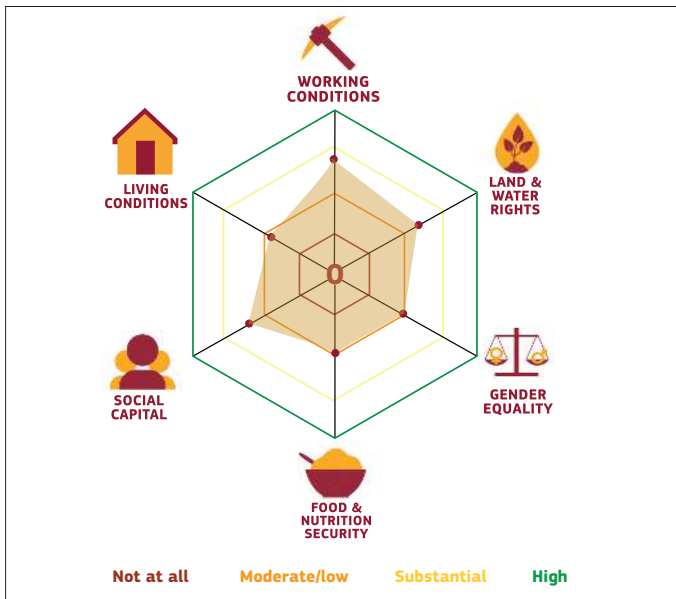 WORKING
CONDITIONS
LIVING
CONDITIONS
LAND &
WATER
RIGHTS
0
SOCIAL
CAPITAL
GENDER
EQUALITY
FOOD &
NUTRITION
SECURITY
Not at all
Moderate/low
Substantial
High